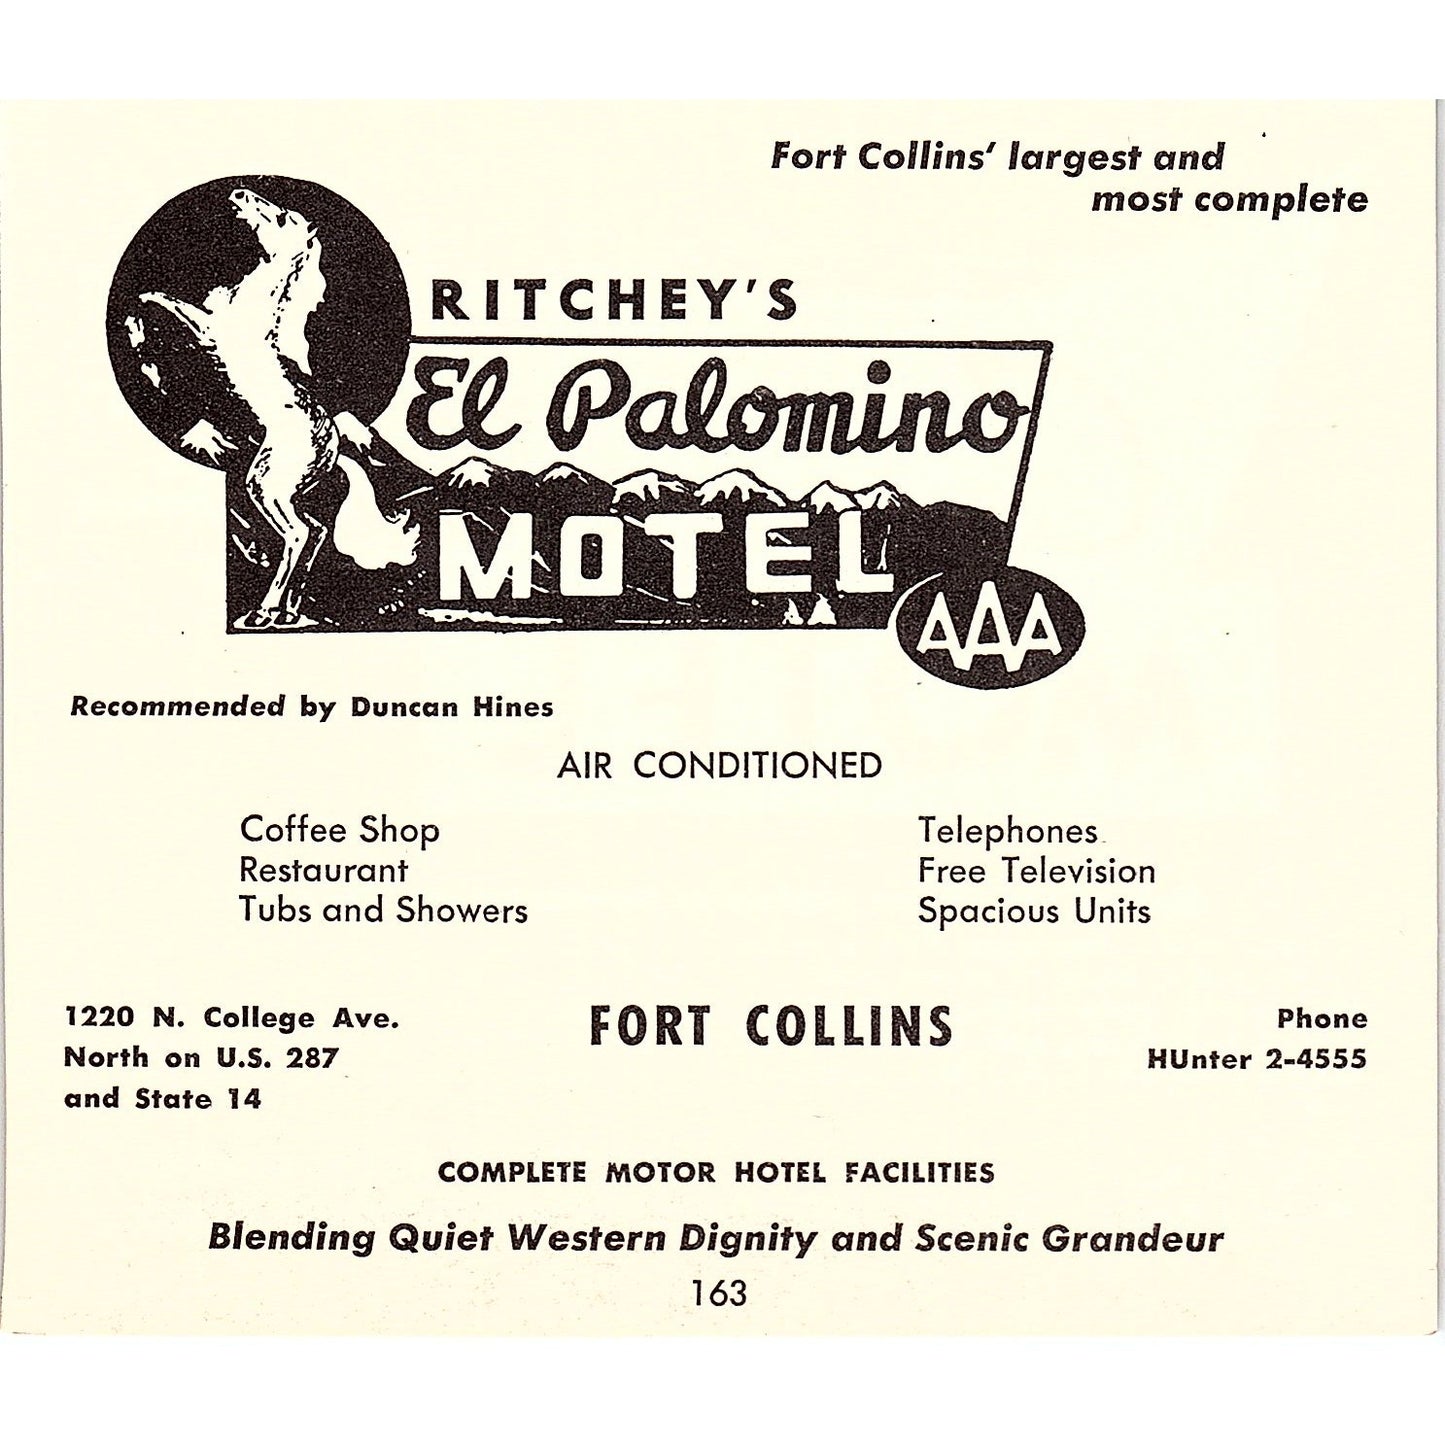 Fort Collins' largest and
most complete
RITCHEY'S
El Palomino
MOTEL
AAA
Recommended by Duncan Hines
AIR CONDITIONED
Coffee Shop
Restaurant
Tubs and Showers
Telephones
Free Television
Spacious Units
1220 N. College Ave.
North on U.S. 287
and State 14
FORT COLLINS
Phone
HUnter 2-4555
COMPLETE MOTOR HOTEL FACILITIES
Blending Quiet Western Dignity and Scenic Grandeur
163